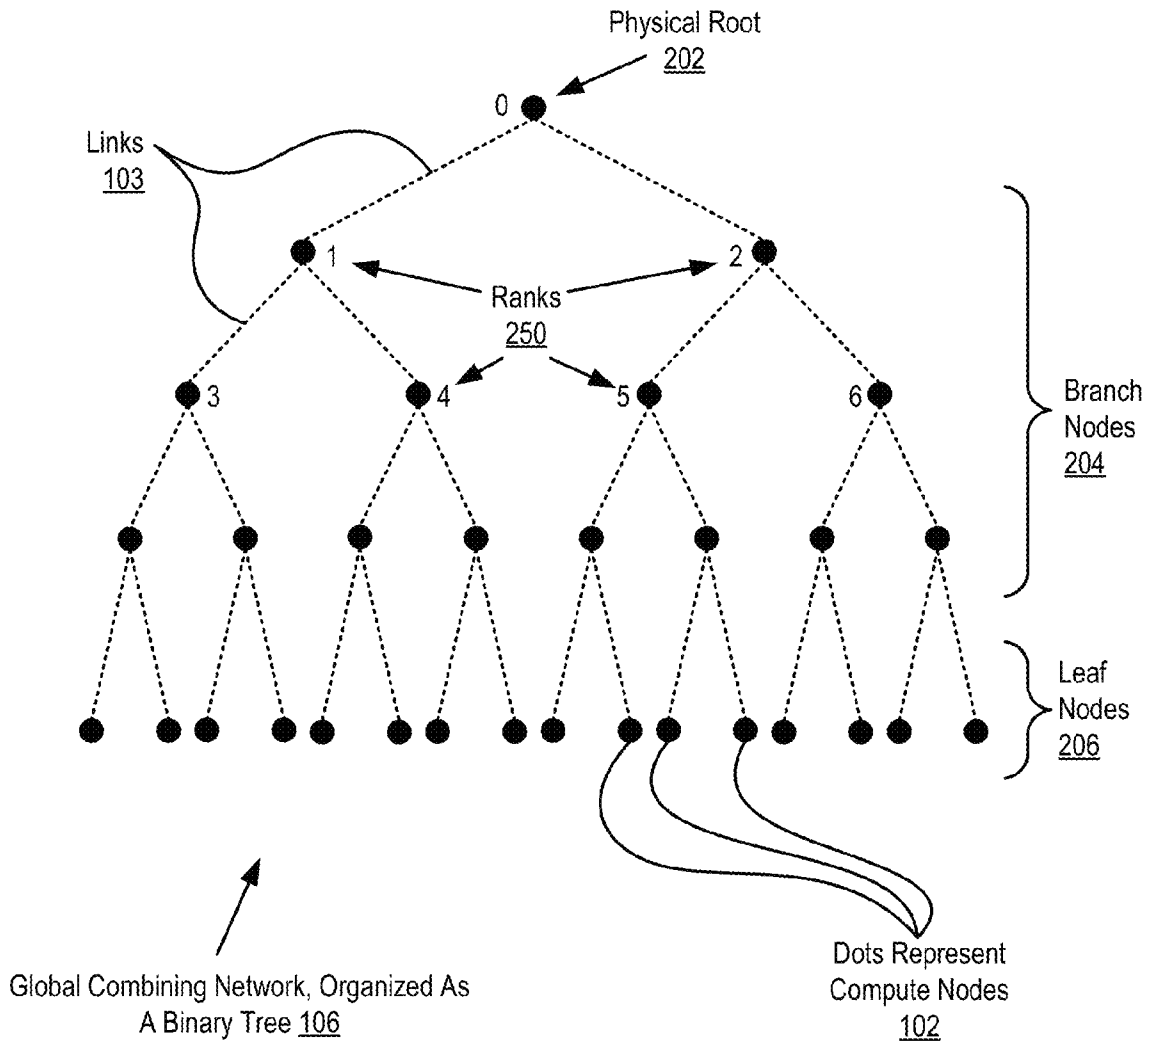 Physical Root
202
0
Links
103
1
2
Ranks
250
3
4
5
6
Branch
Nodes
204
Leaf
Nodes
206
Dots Represent
Compute Nodes
102
Global Combining Network, Organized As
A Binary Tree 106